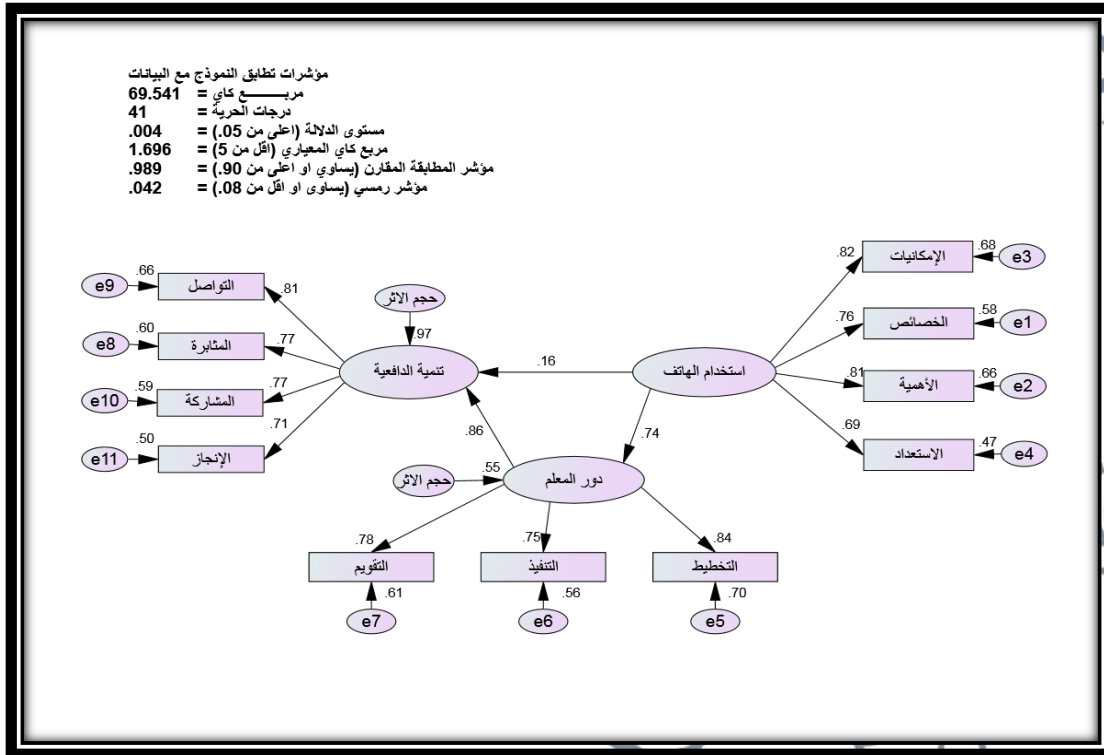 مؤشرات تطابق النموذج مع البيانات
مربـــــــع كاي = 69.541
درجات الحرية = 41
مستوى الدلالة (اعلى من 05.) = .004
مربع كاي المعياري (اقل من 5) = 1.696
مؤشر المطابقة المقارن (يساوي او اعلى من 90.) = .989
مؤشر رمسي (يساوى او اقل من 08.) = .042
الإمكانيات
.82
.68
e3
الخصائص
.76
.58
e1
الأهمية
.81
.66
e2
الاستعداد
.69
.47
e4
استخدام الهاتف
.16
.74
حجم الاثر
.97
تنمية الدافعية
.86
التواصل
.81
.66
e9
المثابرة
.77
.60
e8
المشاركة
.77
.59
e10
الإنجاز
.71
.50
e11
حجم الاثر
.55
دور المعلم
.84
التخطيط
.70
e5
.75
التنفيذ
.56
e6
.78
التقويم
.61
e7